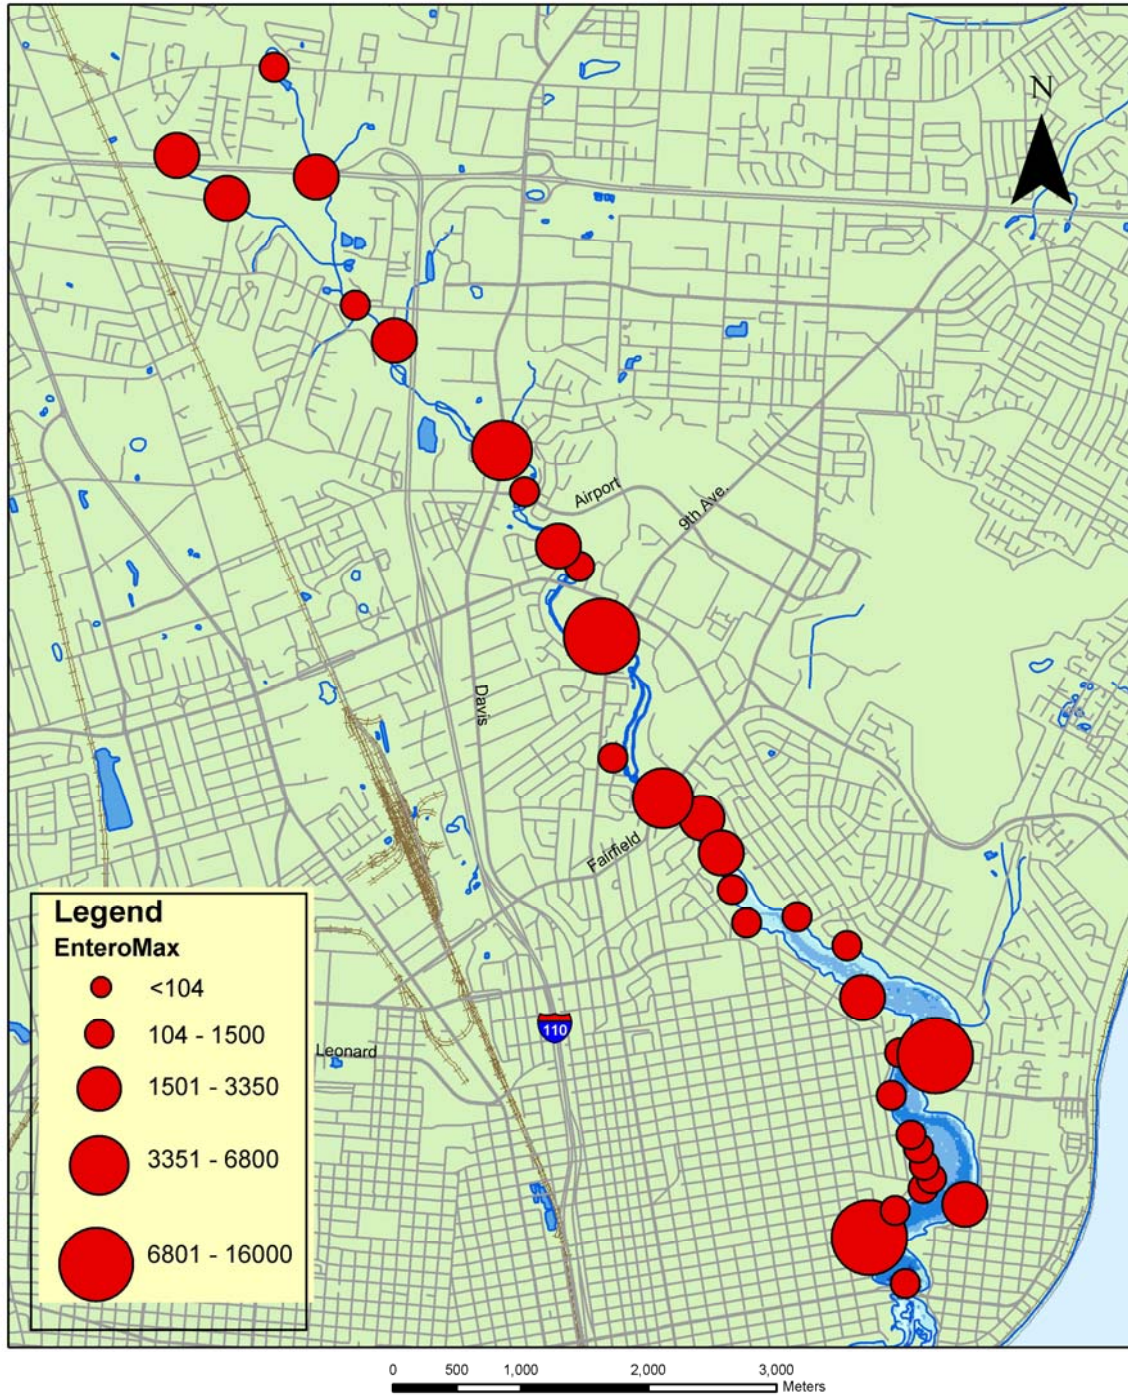 N
Airport
9th Ave.
Davis
Fairfield
Legend
EnteroMax
<104
104 - 1500
1501 - 3350
3351 - 6800
6801 - 16000
110
Leonard
0 500 1,000 2,000 3,000
Meters